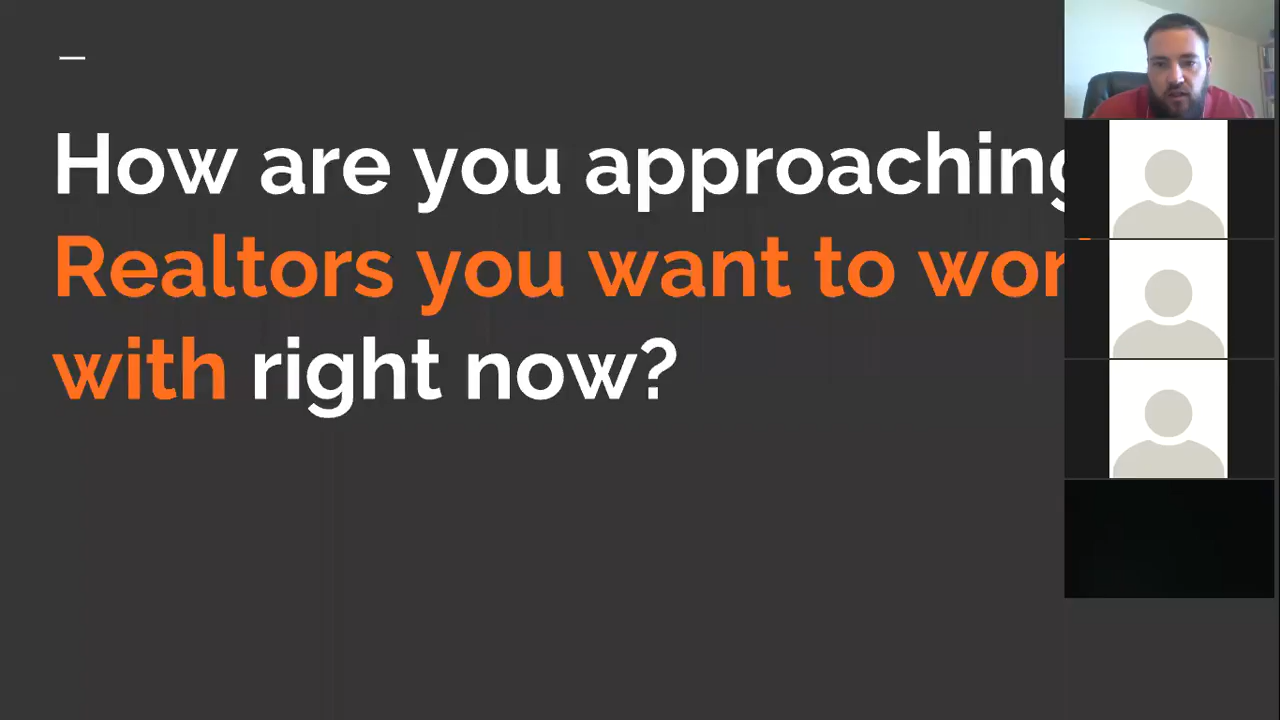 How are you approaching
Realtors you want to wor
with right now?